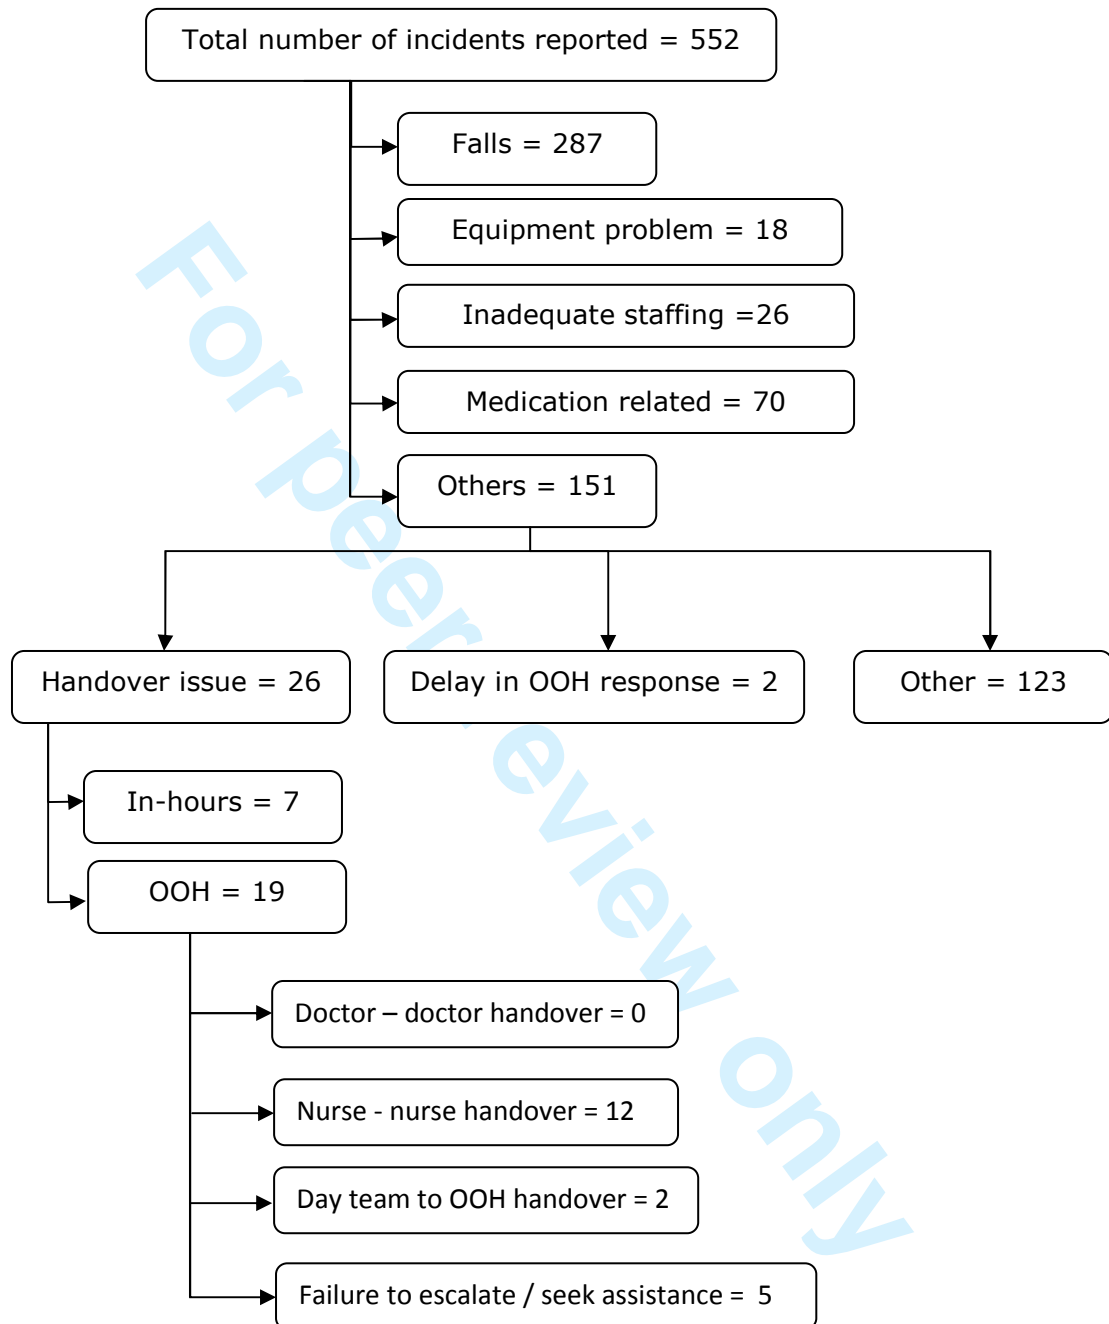 Total number of incidents reported = 552
Falls = 287
Equipment problem = 18
Inadequate staffing =26
Medication related = 70
Others = 151
Handover issue = 26
Delay in OOH response = 2
Other = 123
In-hours = 7
OOH = 19
Doctor – doctor handover = 0
Nurse - nurse handover = 12
Day team to OOH handover = 2
Failure to escalate / seek assistance = 5
For peer review only